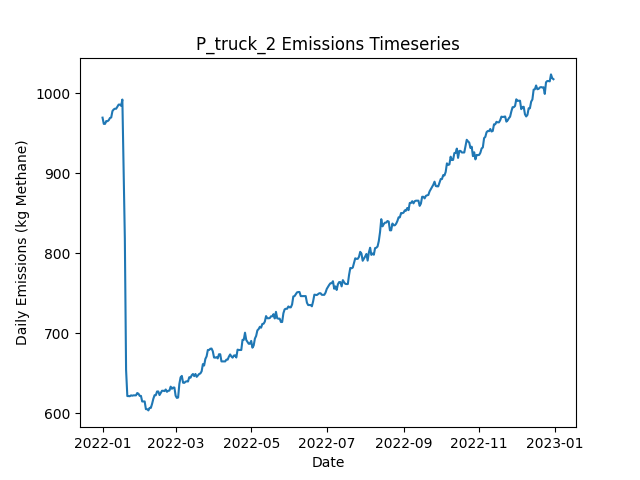 P_truck_2 Emissions Timeseries
Daily Emissions (kg Methane)
1000
900
800
700
600
2022-01 2022-03 2022-05 2022-07 2022-09 2022-11 2023-01
Date